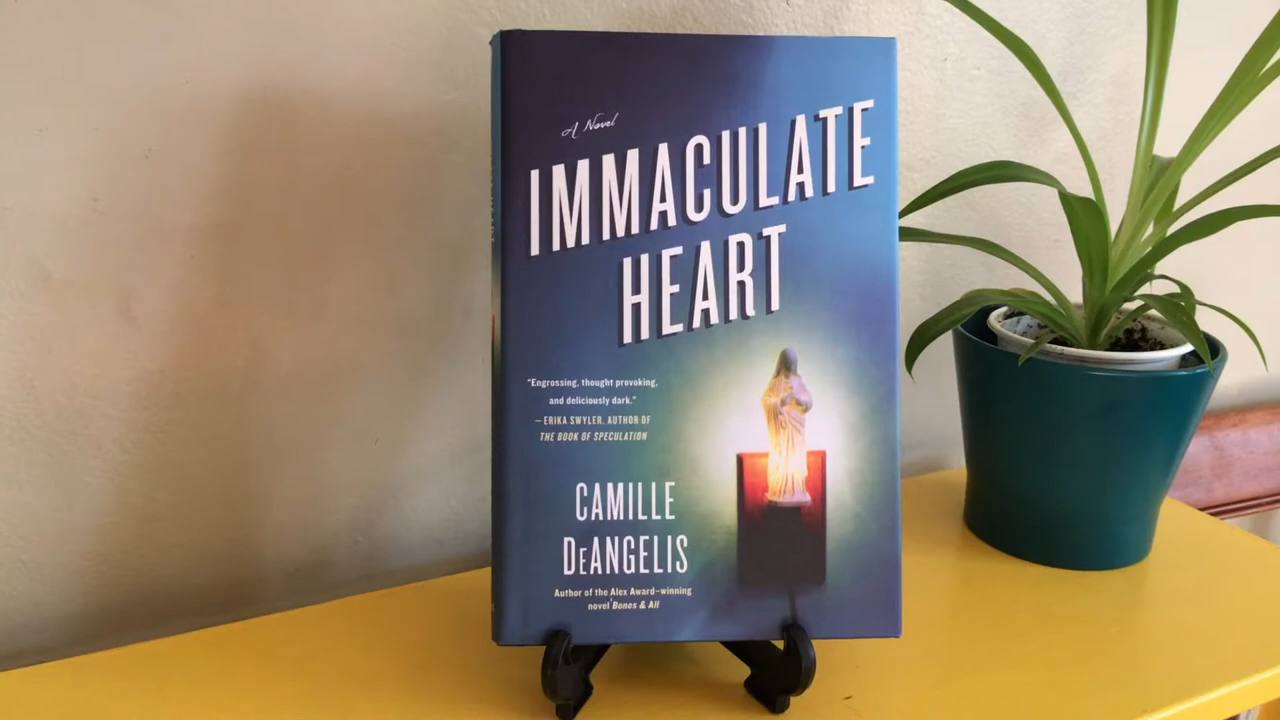 A Novel
IMMACULATE
HEART
"Engrossing, thought provoking,
and deliciously dark."
— ERIKA SWYLER, AUTHOR OF
THE BOOK OF SPECULATION
CAMILLE
DEANGELIS
Author of the Alex Award–winning
novel Bones & All